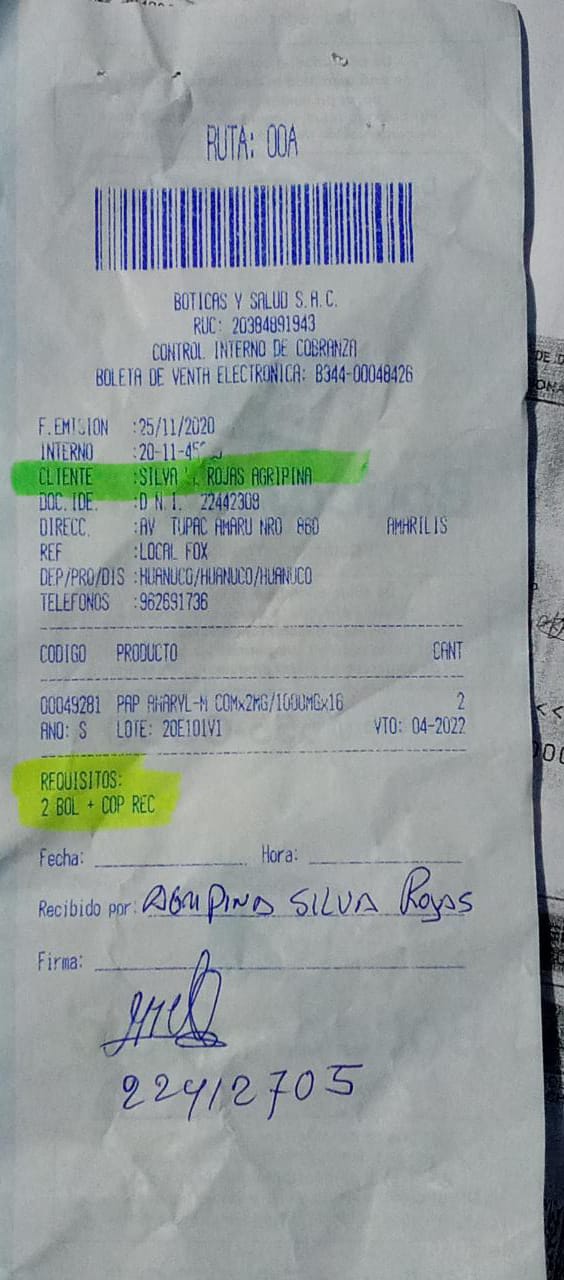 RUTA: 00A
BOTICAS Y SALUD S.A.C.
RUC: 20384891943
CONTROL INTERNO DE COBRANZA
BOLETA DE VENTA ELECTRONICA: B344-00048426
F.EMISION :25/11/2020
INTERNO :20-11-45
CLIENTE :SILVA ROJAS AGRIPINA
DOC. IDE. :D N.I. 22442309
DIRECC. :AV TUPAC AMARU NRO 860 AMARILIS
REF :LOCAL FOX
DEP/PRO/DIS :HUANUCO/HUANUCO/HUANUCO
TELEFONOS :962691736
CODIGO PRODUCTO CANT
00049281 PAP AMARYL-M COMx2MG/1000MGx16 2
ANO: S LOTE: 20E101V1 VTO: 04-2022
REQUISITOS:
2 BOL + COP REC
Fecha: Hora:
Recibido por: AGRIPINA SILVA Rojas
Firma:
22412705